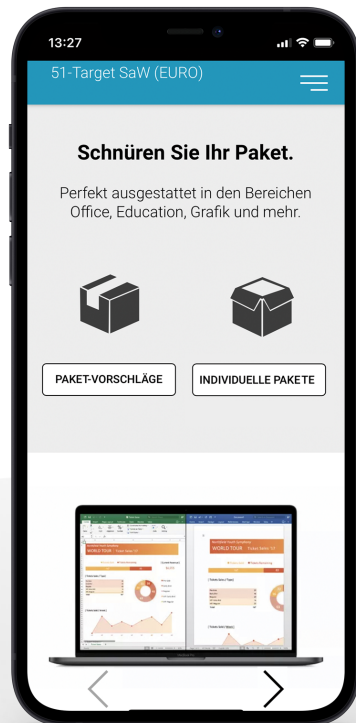 13:27
51-Target SaW (EURO)
Schnüren Sie Ihr Paket.
Perfekt ausgestattet in den Bereichen
Office, Education, Grafik und mehr.
PAKET-VORSCHLÄGE
INDIVIDUELLE PAKETE
WORLD TOUR
WORLD TOUR